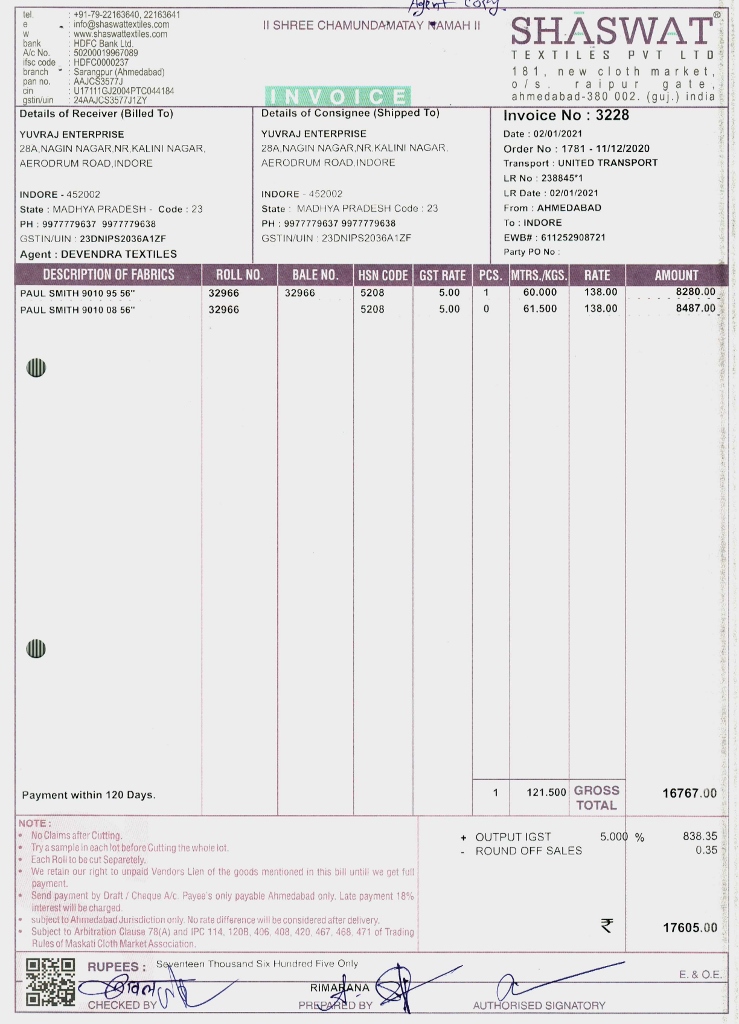 Agent Copy
tel. : +91-79-22163640, 22163641
e : info@shaswattextiles.com
w : www.shaswattextiles.com
bank : HDFC Bank Ltd.
A/c No. : 50200019967089
ifsc code : HDFC0000237
branch : Sarangpur (Ahmedabad)
pan no. : AAJCS3577J
cin : U17111GJ2004PTC044184
gstin/uin : 24AAJCS3577J1ZY
II SHREE CHAMUNDAMATAY NAMAH II
INVOICE
SHASWAT®
TEXTILES PVT LTD
181, new cloth market,
o/s. raipur gate,
ahmedabad-380 002. (guj.) india
Details of Receiver (Billed To)
YUVRAJ ENTERPRISE
28A,NAGIN NAGAR,NR,KALINI NAGAR,
AERODRUM ROAD,INDORE
INDORE - 452002
State : MADHYA PRADESH - Code : 23
PH : 9977779637 9977779638
GSTIN/UIN : 23DNIPS2036A1ZF
Agent : DEVENDRA TEXTILES
Details of Consignee (Shipped To)
YUVRAJ ENTERPRISE
28A,NAGIN NAGAR,NR,KALINI NAGAR.
AERODRUM ROAD,INDORE
INDORE - 452002
State : MADHYA PRADESH Code : 23
PH : 9977779637 9977779638
GSTIN/UIN : 23DNIPS2036A1ZF
Invoice No : 3228
Date : 02/01/2021
Order No : 1781 - 11/12/2020
Transport : UNITED TRANSPORT
LR No : 238845*1
LR Date : 02/01/2021
From : AHMEDABAD
To : INDORE
EWB# : 611252908721
Party PO No :
DESCRIPTION OF FABRICS ROLL NO. BALE NO. HSN CODE GST RATE PCS. MTRS./KGS. RATE AMOUNT
PAUL SMITH 9010 95 56" 32966 32966 5208 5.00 1 60.000 138.00 8280.00
PAUL SMITH 9010 08 56" 32966 5208 5.00 0 61.500 138.00 8487.00
Payment within 120 Days. 1 121.500 GROSS TOTAL 16767.00
NOTE :
• No Claims after Cutting.
• Try a sample in each lot before Cutting the whole lot.
• Each Roll to be cut Separately.
• We retain our right to unpaid Vendors Lien of the goods mentioned in this bill untill we get full
payment.
• Send payment by Draft / Cheque A/c. Payee's only payable Ahmedabad only. Late payment 18%
interest will be charged.
• subject to Ahmedabad Jurisdiction only. No rate difference will be considered after delivery.
• Subject to Arbitration Clause 78(A) and IPC 114, 120B, 406, 408, 420, 467, 468, 471 of Trading
Rules of Maskati Cloth Market Association.
+ OUTPUT IGST 5.000 % 838.35
- ROUND OFF SALES 0.35
₹ 17605.00
RUPEES : Seventeen Thousand Six Hundred Five Only
E. & O.E.
RIMARANA
CHECKED BY PREPARED BY AUTHORISED SIGNATORY